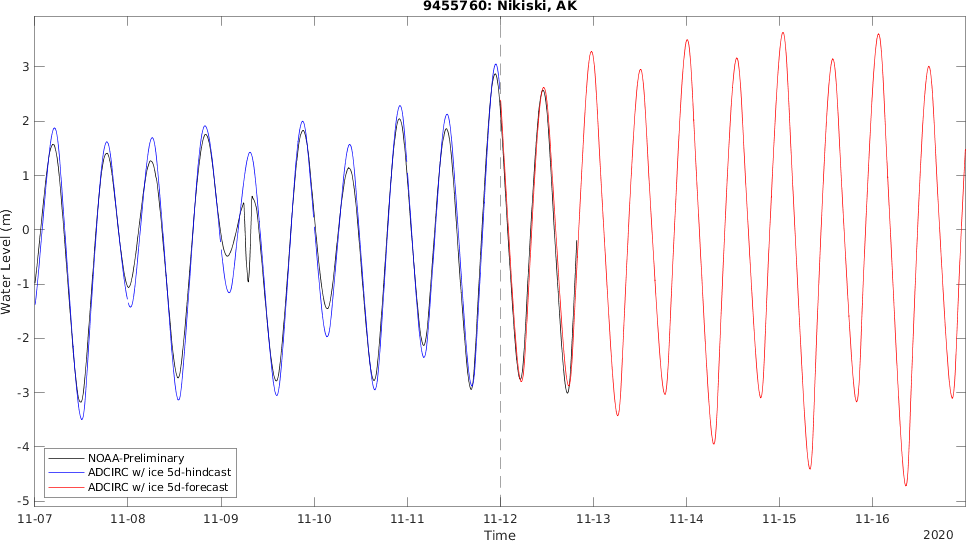 9455760: Nikiski, AK
Water Level (m)
3
2
1
0
-1
-2
-3
-4
-5
NOAA-Preliminary
ADCIRC w/ ice 5d-hindcast
ADCIRC w/ ice 5d-forecast
11-07 11-08 11-09 11-10 11-11 11-12 11-13 11-14 11-15 11-16
Time
2020